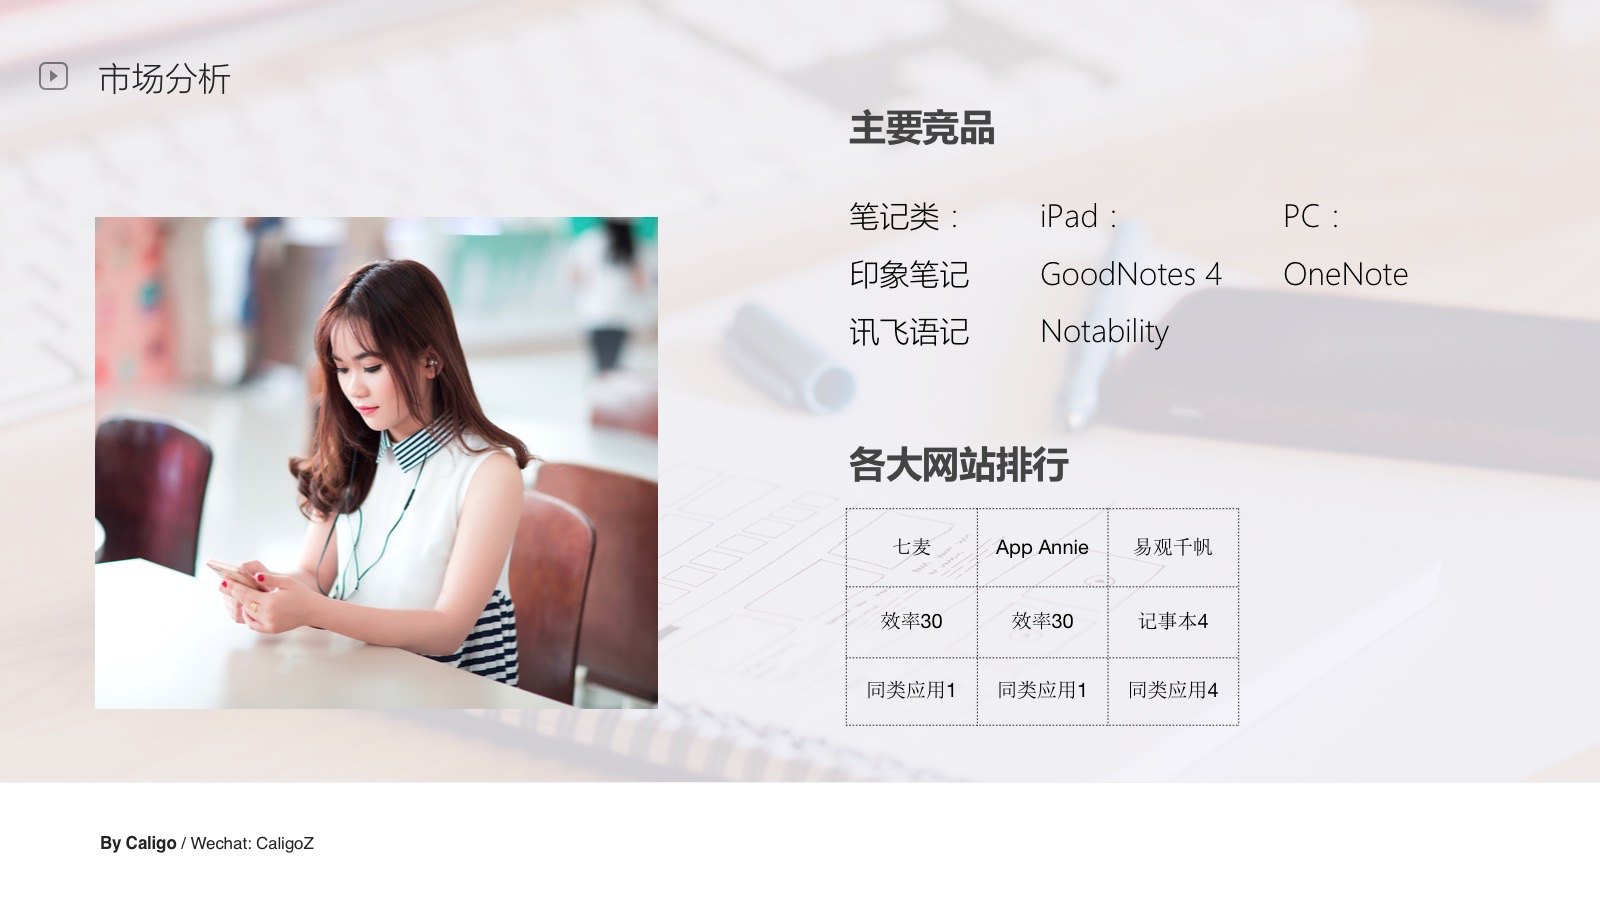 市场分析
主要竞品
笔记类： iPad： PC：
印象笔记 GoodNotes 4 OneNote
讯飞语记 Notability
各大网站排行
七麦 App Annie 易观千帆
效率30 效率30 记事本4
同类应用1 同类应用1 同类应用4
By Caligo / Wechat: CaligoZ